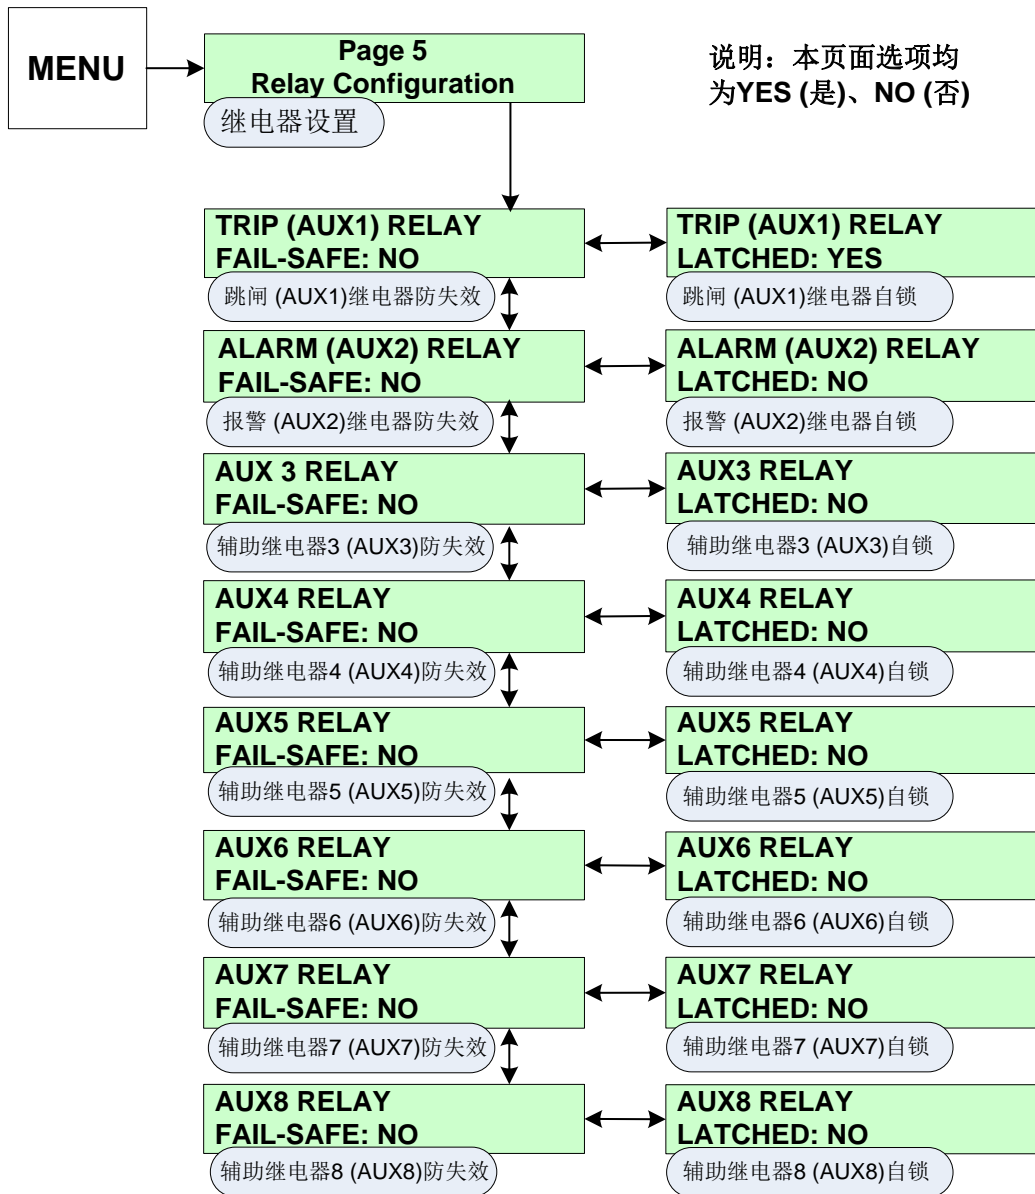 MENU
Page 5
Relay Configuration
继电器设置
说明：本页面选项均
为YES (是)、NO (否)
TRIP (AUX1) RELAY
FAIL-SAFE: NO
跳闸 (AUX1)继电器防失效
TRIP (AUX1) RELAY
LATCHED: YES
跳闸 (AUX1)继电器自锁
ALARM (AUX2) RELAY
FAIL-SAFE: NO
报警 (AUX2)继电器防失效
ALARM (AUX2) RELAY
LATCHED: NO
报警 (AUX2)继电器自锁
AUX 3 RELAY
FAIL-SAFE: NO
辅助继电器3 (AUX3)防失效
AUX3 RELAY
LATCHED: NO
辅助继电器3 (AUX3)自锁
AUX4 RELAY
FAIL-SAFE: NO
辅助继电器4 (AUX4)防失效
AUX4 RELAY
LATCHED: NO
辅助继电器4 (AUX4)自锁
AUX5 RELAY
FAIL-SAFE: NO
辅助继电器5 (AUX5)防失效
AUX5 RELAY
LATCHED: NO
辅助继电器5 (AUX5)自锁
AUX6 RELAY
FAIL-SAFE: NO
辅助继电器6 (AUX6)防失效
AUX6 RELAY
LATCHED: NO
辅助继电器6 (AUX6)自锁
AUX7 RELAY
FAIL-SAFE: NO
辅助继电器7 (AUX7)防失效
AUX7 RELAY
LATCHED: NO
辅助继电器7 (AUX7)自锁
AUX8 RELAY
FAIL-SAFE: NO
辅助继电器8 (AUX8)防失效
AUX8 RELAY
LATCHED: NO
辅助继电器8 (AUX8)自锁